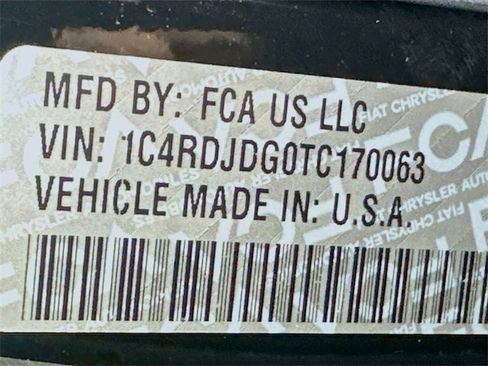 MFD BY: FCA US LLC
VIN: 1C4RDJDG0TC170063
VEHICLE MADE IN: U.S.A